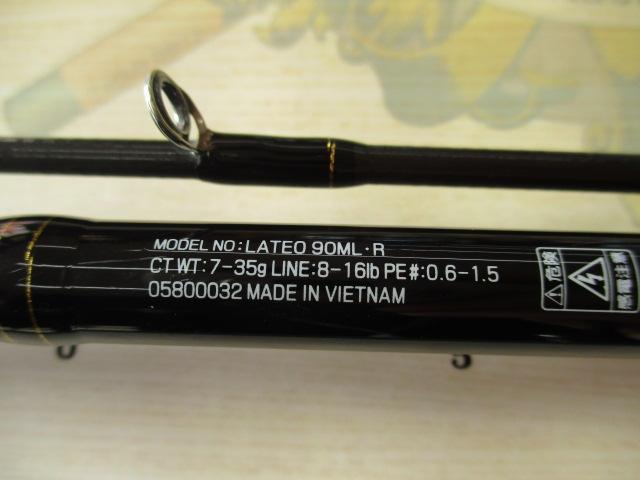 MODEL NO:LATEO 90ML·R
CT WT:7-35g LINE:8-16lb PE#:0.6-1.5
05800032 MADE IN VIETNAM
危険
感電注意